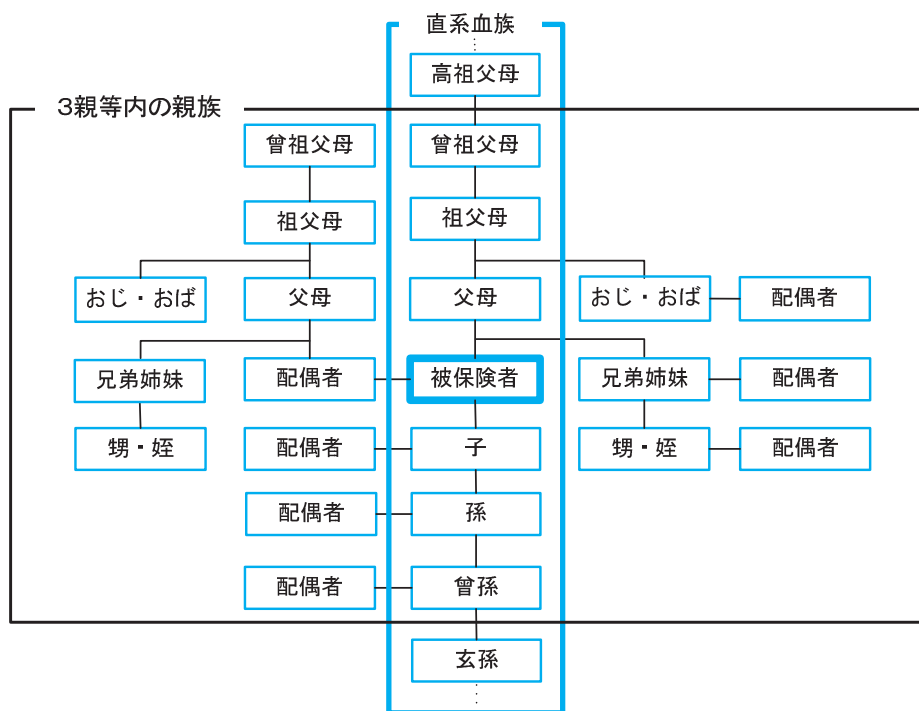 直系血族
高祖父母
3親等内の親族
曾祖父母
曾祖父母
祖父母
祖父母
おじ・おば
父母
父母
おじ・おば
配偶者
兄弟姉妹
配偶者
被保険者
兄弟姉妹
配偶者
甥・姪
配偶者
子
甥・姪
配偶者
配偶者
孫
配偶者
曾孫
玄孫